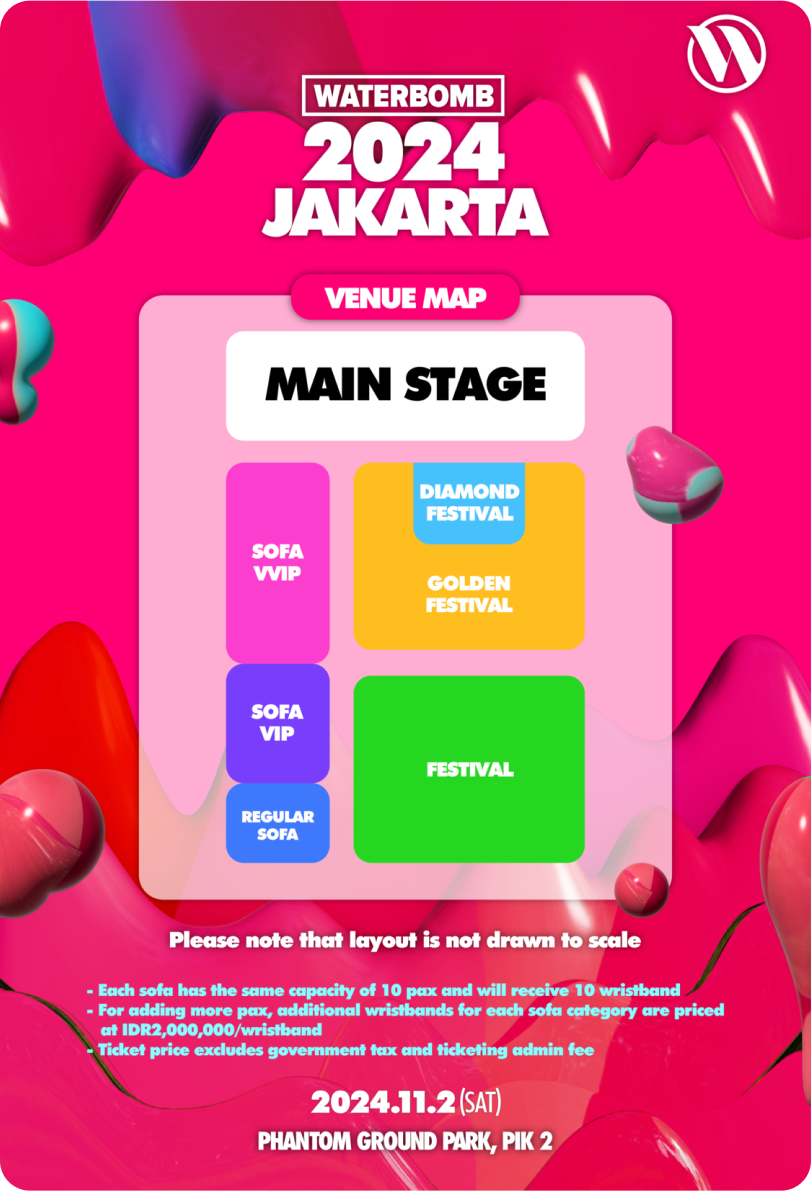 WATERBOMB
2024
JAKARTA
VENUE MAP
MAIN STAGE
DIAMOND
FESTIVAL
SOFA
VVIP
GOLDEN
FESTIVAL
SOFA
VIP
FESTIVAL
REGULAR
SOFA
Please note that layout is not drawn to scale
- Each sofa has the same capacity of 10 pax and will receive 10 wristband
- For adding more pax, additional wristbands for each sofa category are priced
at IDR2,000,000/wristband
- Ticket price excludes government tax and ticketing admin fee
2024.11.2 (SAT)
PHANTOM GROUND PARK, PIK 2